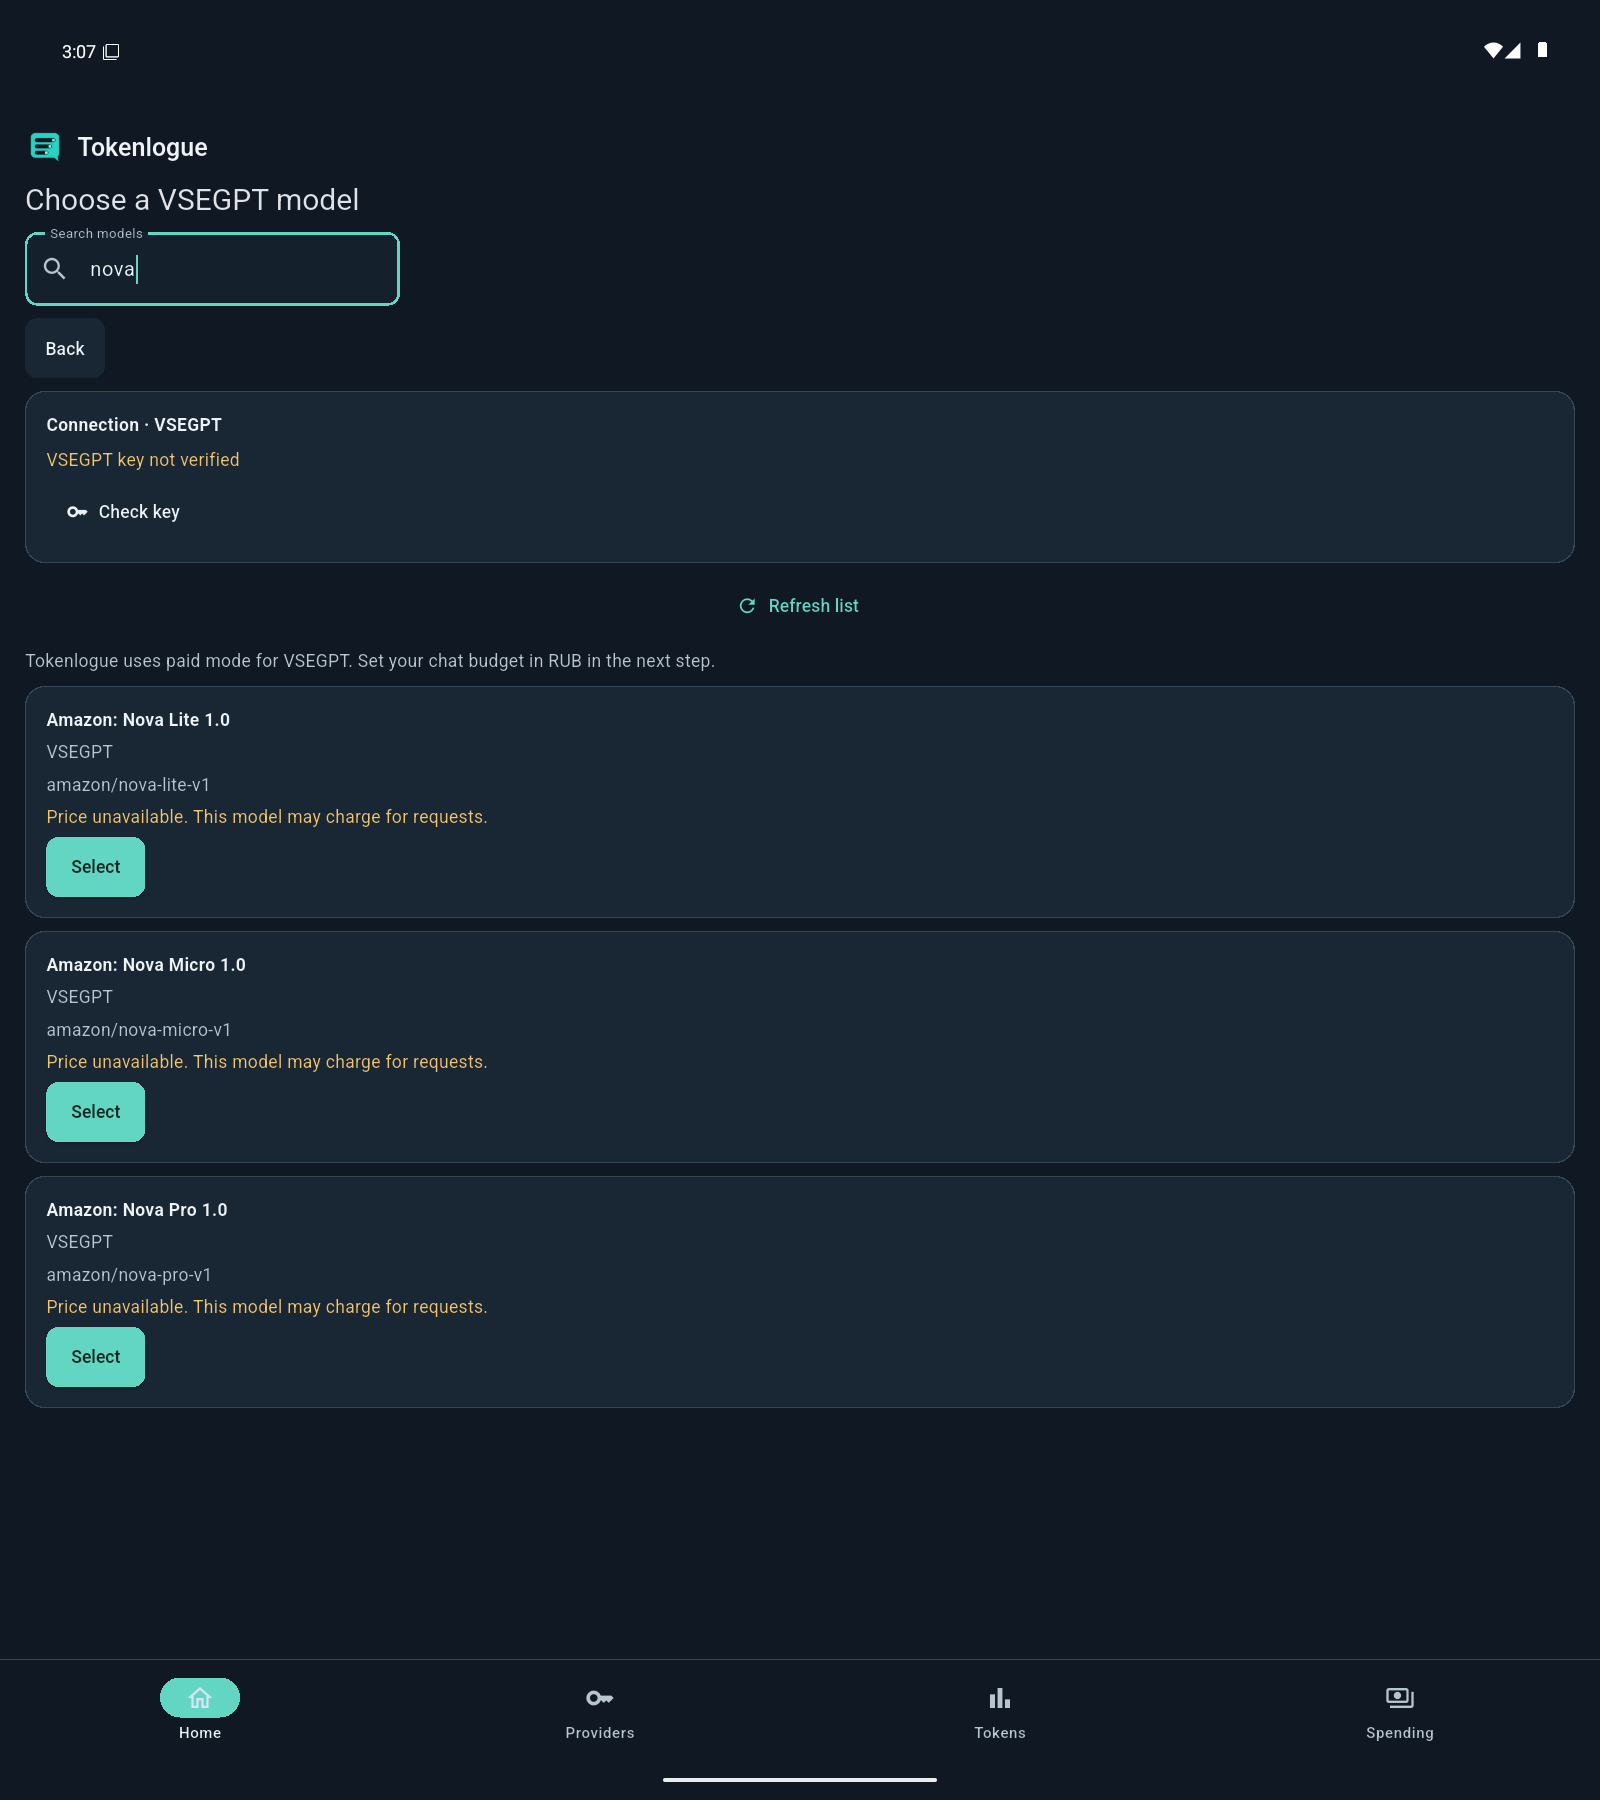 3:07
Tokenlogue
Choose a VSEGPT model
Search models
nova
Back
Connection · VSEGPT
VSEGPT key not verified
Check key
Refresh list
Tokenlogue uses paid mode for VSEGPT. Set your chat budget in RUB in the next step.
Amazon: Nova Lite 1.0
VSEGPT
amazon/nova-lite-v1
Price unavailable. This model may charge for requests.
Select
Amazon: Nova Micro 1.0
VSEGPT
amazon/nova-micro-v1
Price unavailable. This model may charge for requests.
Select
Amazon: Nova Pro 1.0
VSEGPT
amazon/nova-pro-v1
Price unavailable. This model may charge for requests.
Select
Home
Providers
Tokens
Spending